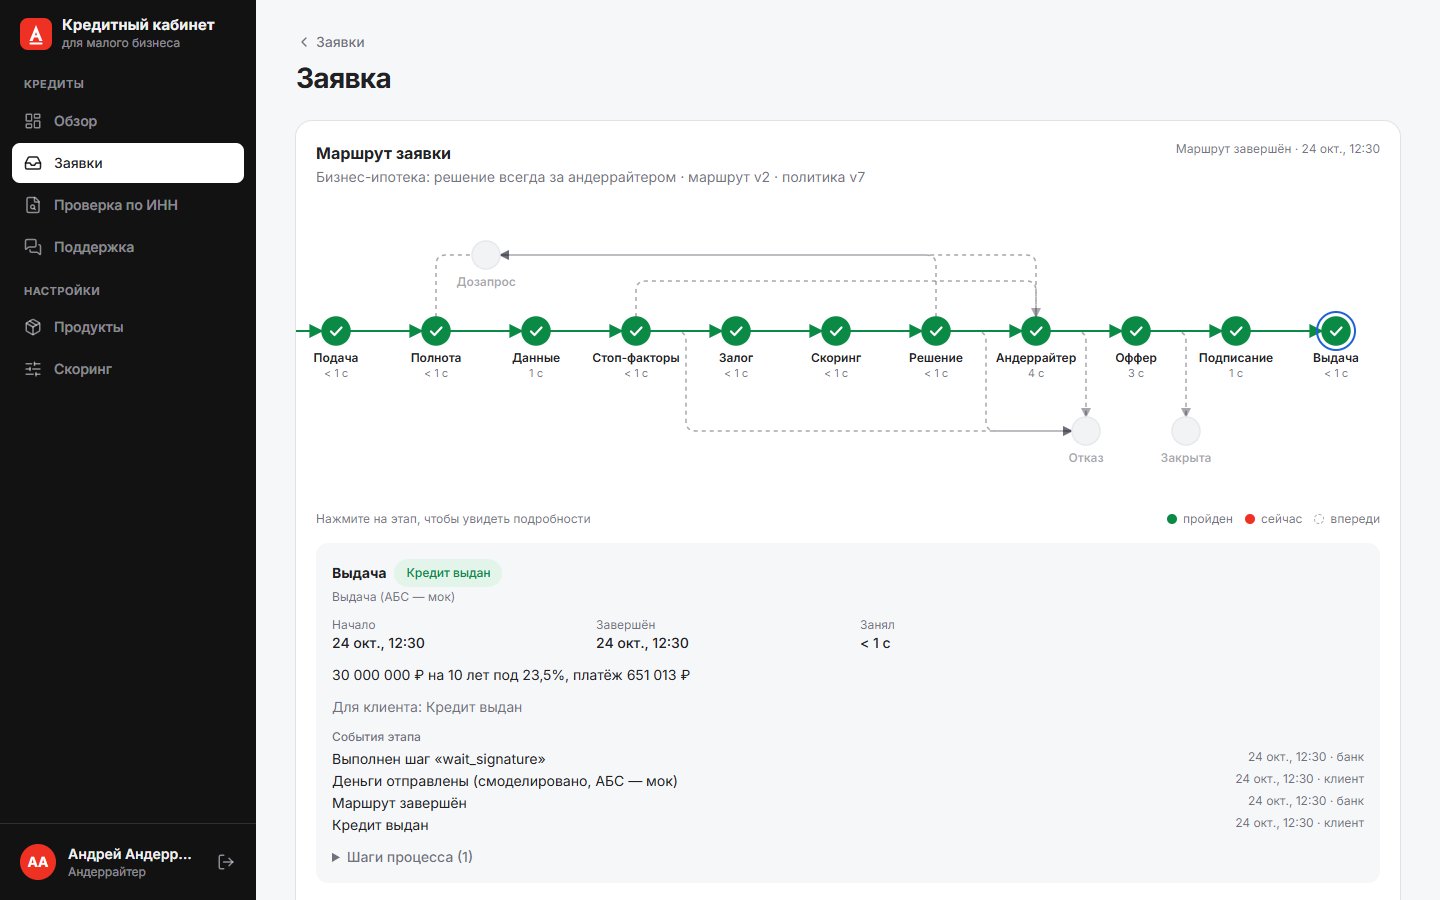 Кредитный кабинет
для малого бизнеса
КРЕДИТЫ
Обзор
Заявки
Проверка по ИНН
Поддержка
НАСТРОЙКИ
Продукты
Скоринг
АА
Андрей Андерр...
Андеррайтер
Заявки
Заявка
Маршрут заявки
Маршрут завершён · 24 окт., 12:30
Бизнес-ипотека: решение всегда за андеррайтером · маршрут v2 · политика v7
Дозапрос
Подача
Полнота
Данные
Стоп-факторы
Залог
Скоринг
Решение
Андеррайтер
Оффер
Подписание
Выдача
< 1 с
< 1 с
1 с
< 1 с
< 1 с
< 1 с
< 1 с
4 с
3 с
1 с
< 1 с
Отказ
Закрыта
Нажмите на этап, чтобы увидеть подробности
пройден
сейчас
впереди
Выдача
Кредит выдан
Выдача (АБС — мок)
Начало
Завершён
Занял
24 окт., 12:30
24 окт., 12:30
< 1 с
30 000 000 ₽ на 10 лет под 23,5%, платёж 651 013 ₽
Для клиента: Кредит выдан
События этапа
Выполнен шаг «wait_signature»
24 окт., 12:30 · банк
Деньги отправлены (смоделировано, АБС — мок)
24 окт., 12:30 · клиент
Маршрут завершён
24 окт., 12:30 · банк
Кредит выдан
24 окт., 12:30 · клиент
Шаги процесса (1)